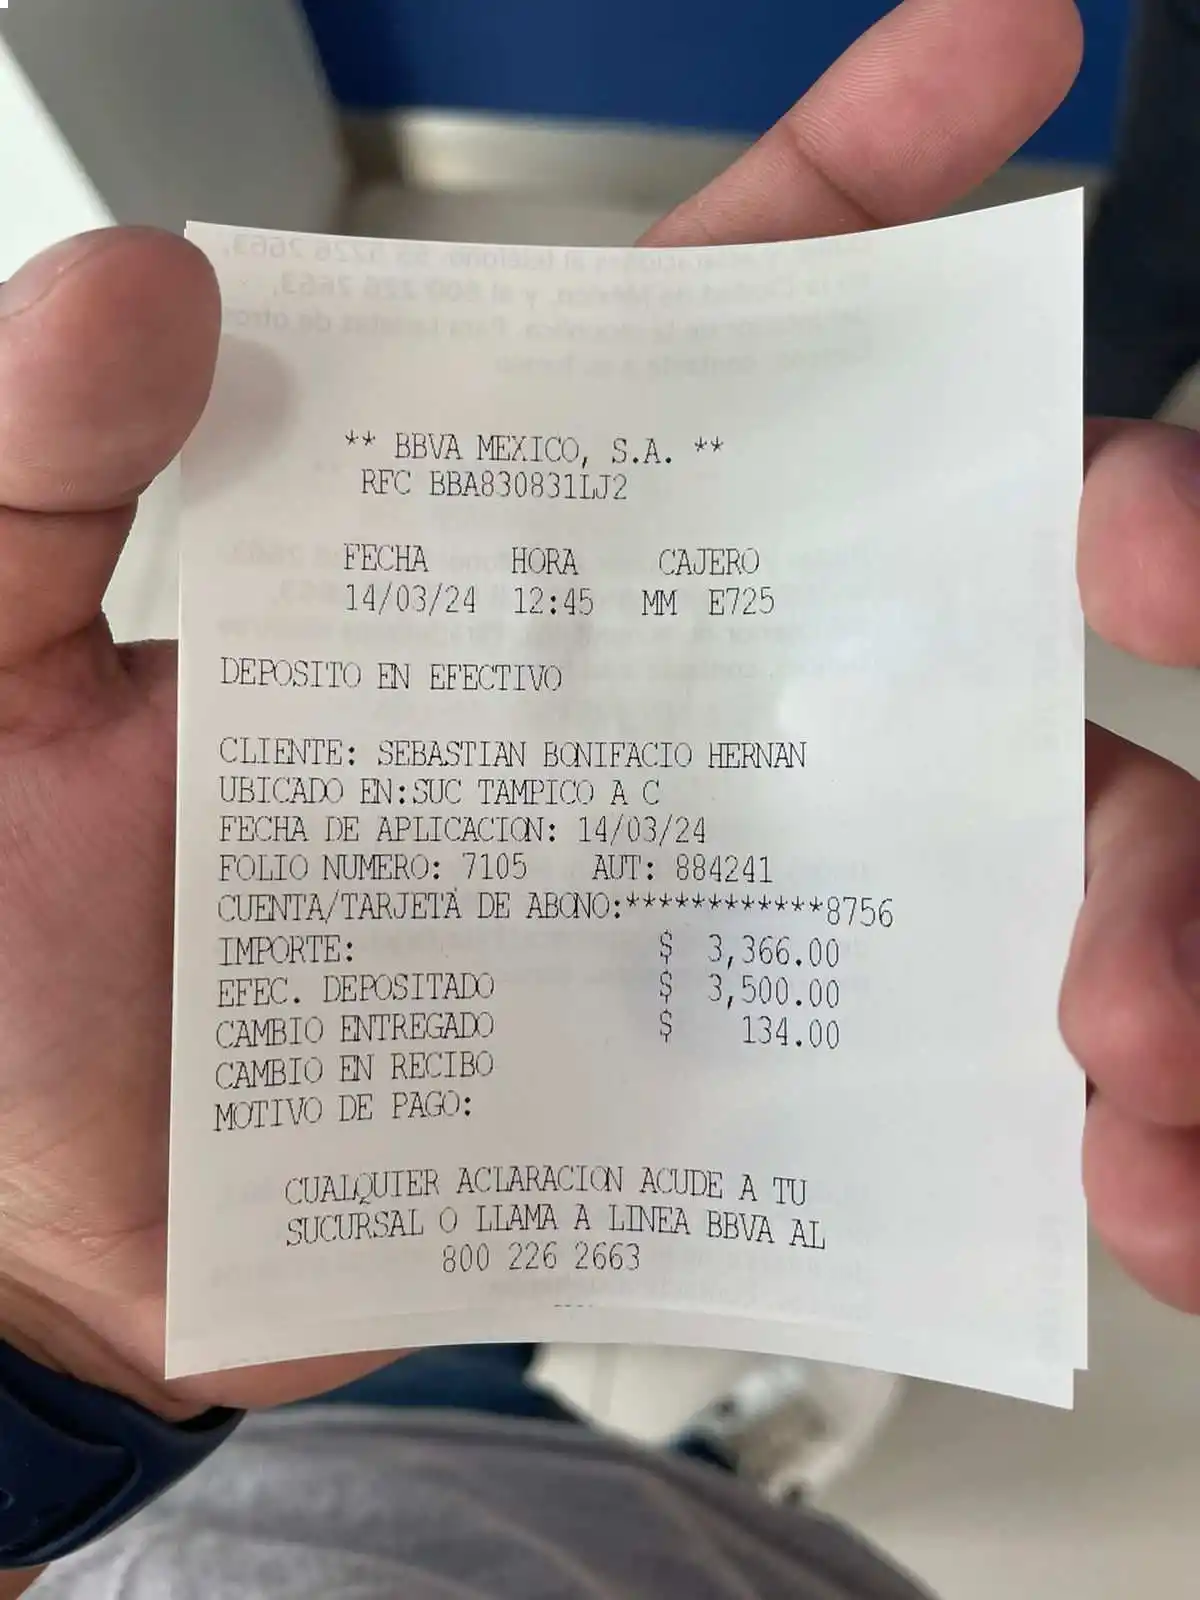 ** BBVA MEXICO, S.A. **
RFC BBA830831LJ2
FECHA HORA CAJERO
14/03/24 12:45 MM E725
DEPOSITO EN EFECTIVO
CLIENTE: SEBASTIAN BONIFACIO HERNAN
UBICADO EN:SUC TAMPICO A C
FECHA DE APLICACION: 14/03/24
FOLIO NUMERO: 7105 AUT: 884241
CUENTA/TARJETA DE ABONO:************8756
IMPORTE: $ 3,366.00
EFEC. DEPOSITADO $ 3,500.00
CAMBIO ENTREGADO $ 134.00
CAMBIO EN RECIBO
MOTIVO DE PAGO:
CUALQUIER ACLARACION ACUDE A TU
SUCURSAL O LLAMA A LINEA BBVA AL
800 226 2663